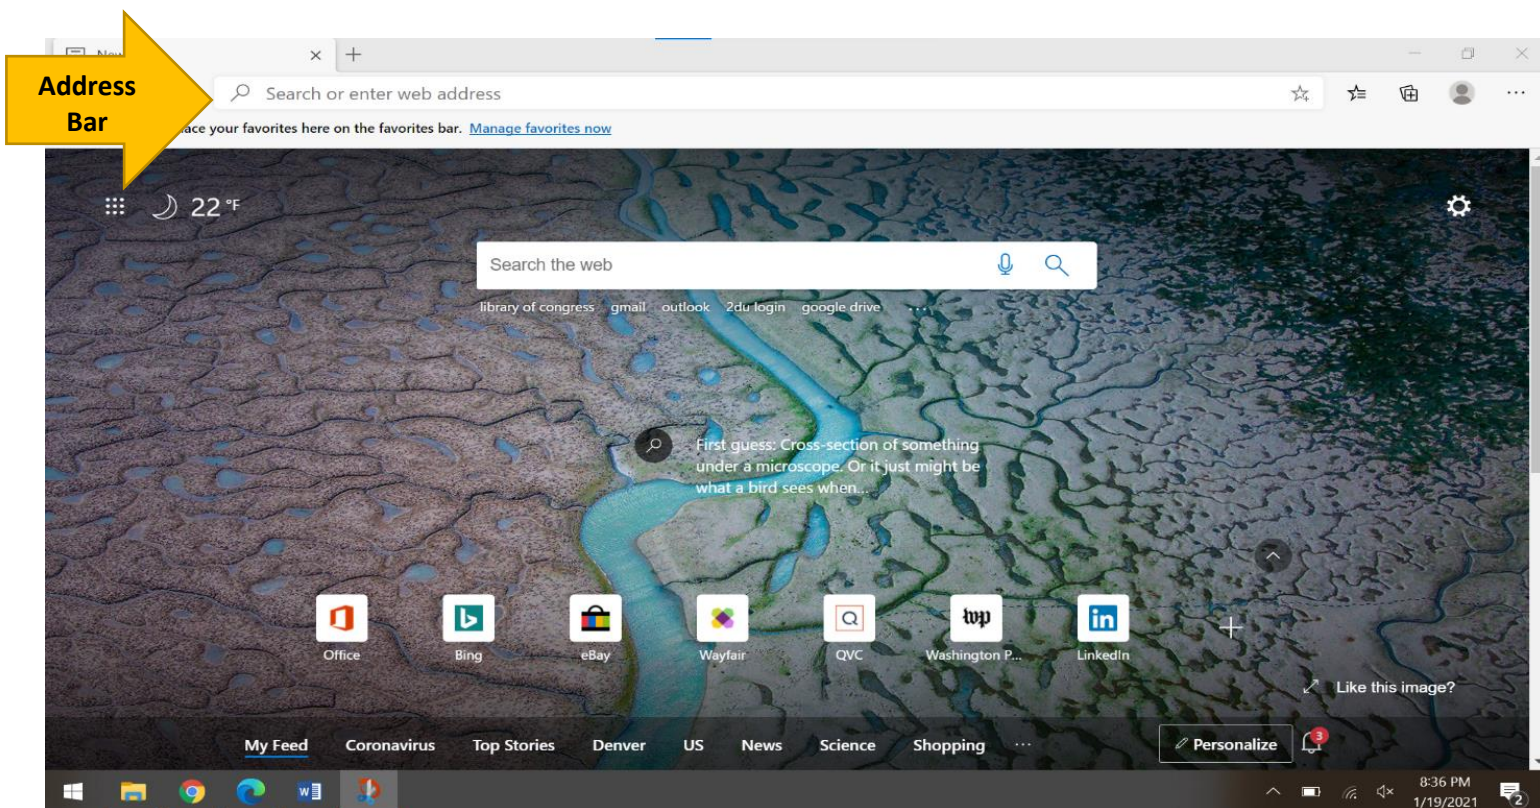 Address
Bar
New
Search or enter web address
ace your favorites here on the favorites bar. Manage favorites now
22 °F
Search the web
library of congress gmail outlook 2du login google drive ...
First guess: Cross-section of something
under a microscope. Or it just might be
what a bird sees when...
Office Bing eBay Wayfair QVC Washington P... LinkedIn
Like this image?
My Feed Coronavirus Top Stories Denver US News Science Shopping ... Personalize 3
8:36 PM
1/19/2021 2